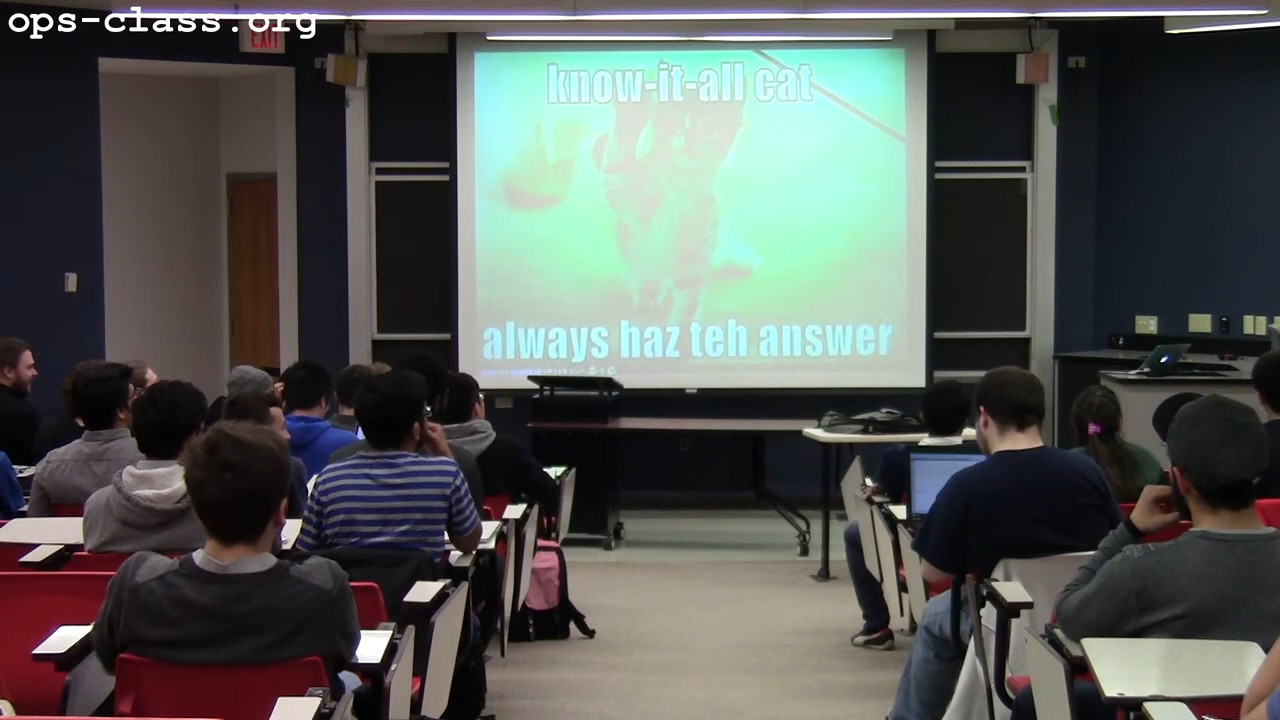 ops-class.org
EXIT
know-it-all cat
always haz teh answer